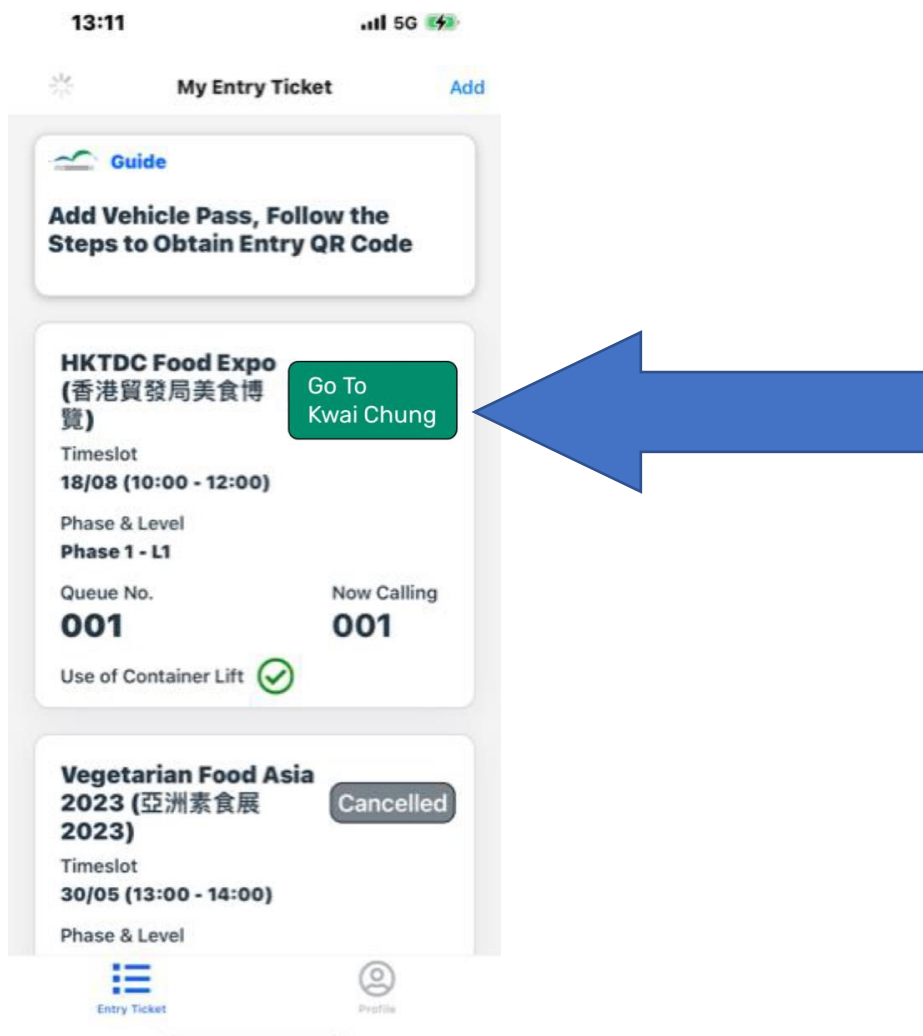 13:11
5G
My Entry Ticket
Add
Guide
Add Vehicle Pass, Follow the
Steps to Obtain Entry QR Code
HKTDC Food Expo
(香港貿發局美食博
覽)
Go To
Kwai Chung
Timeslot
18/08 (10:00 - 12:00)
Phase & Level
Phase 1 - L1
Queue No.
Now Calling
001
001
Use of Container Lift
Vegetarian Food Asia
2023 (亞洲素食展
2023)
Cancelled
Timeslot
30/05 (13:00 - 14:00)
Phase & Level
Entry Ticket
Profile